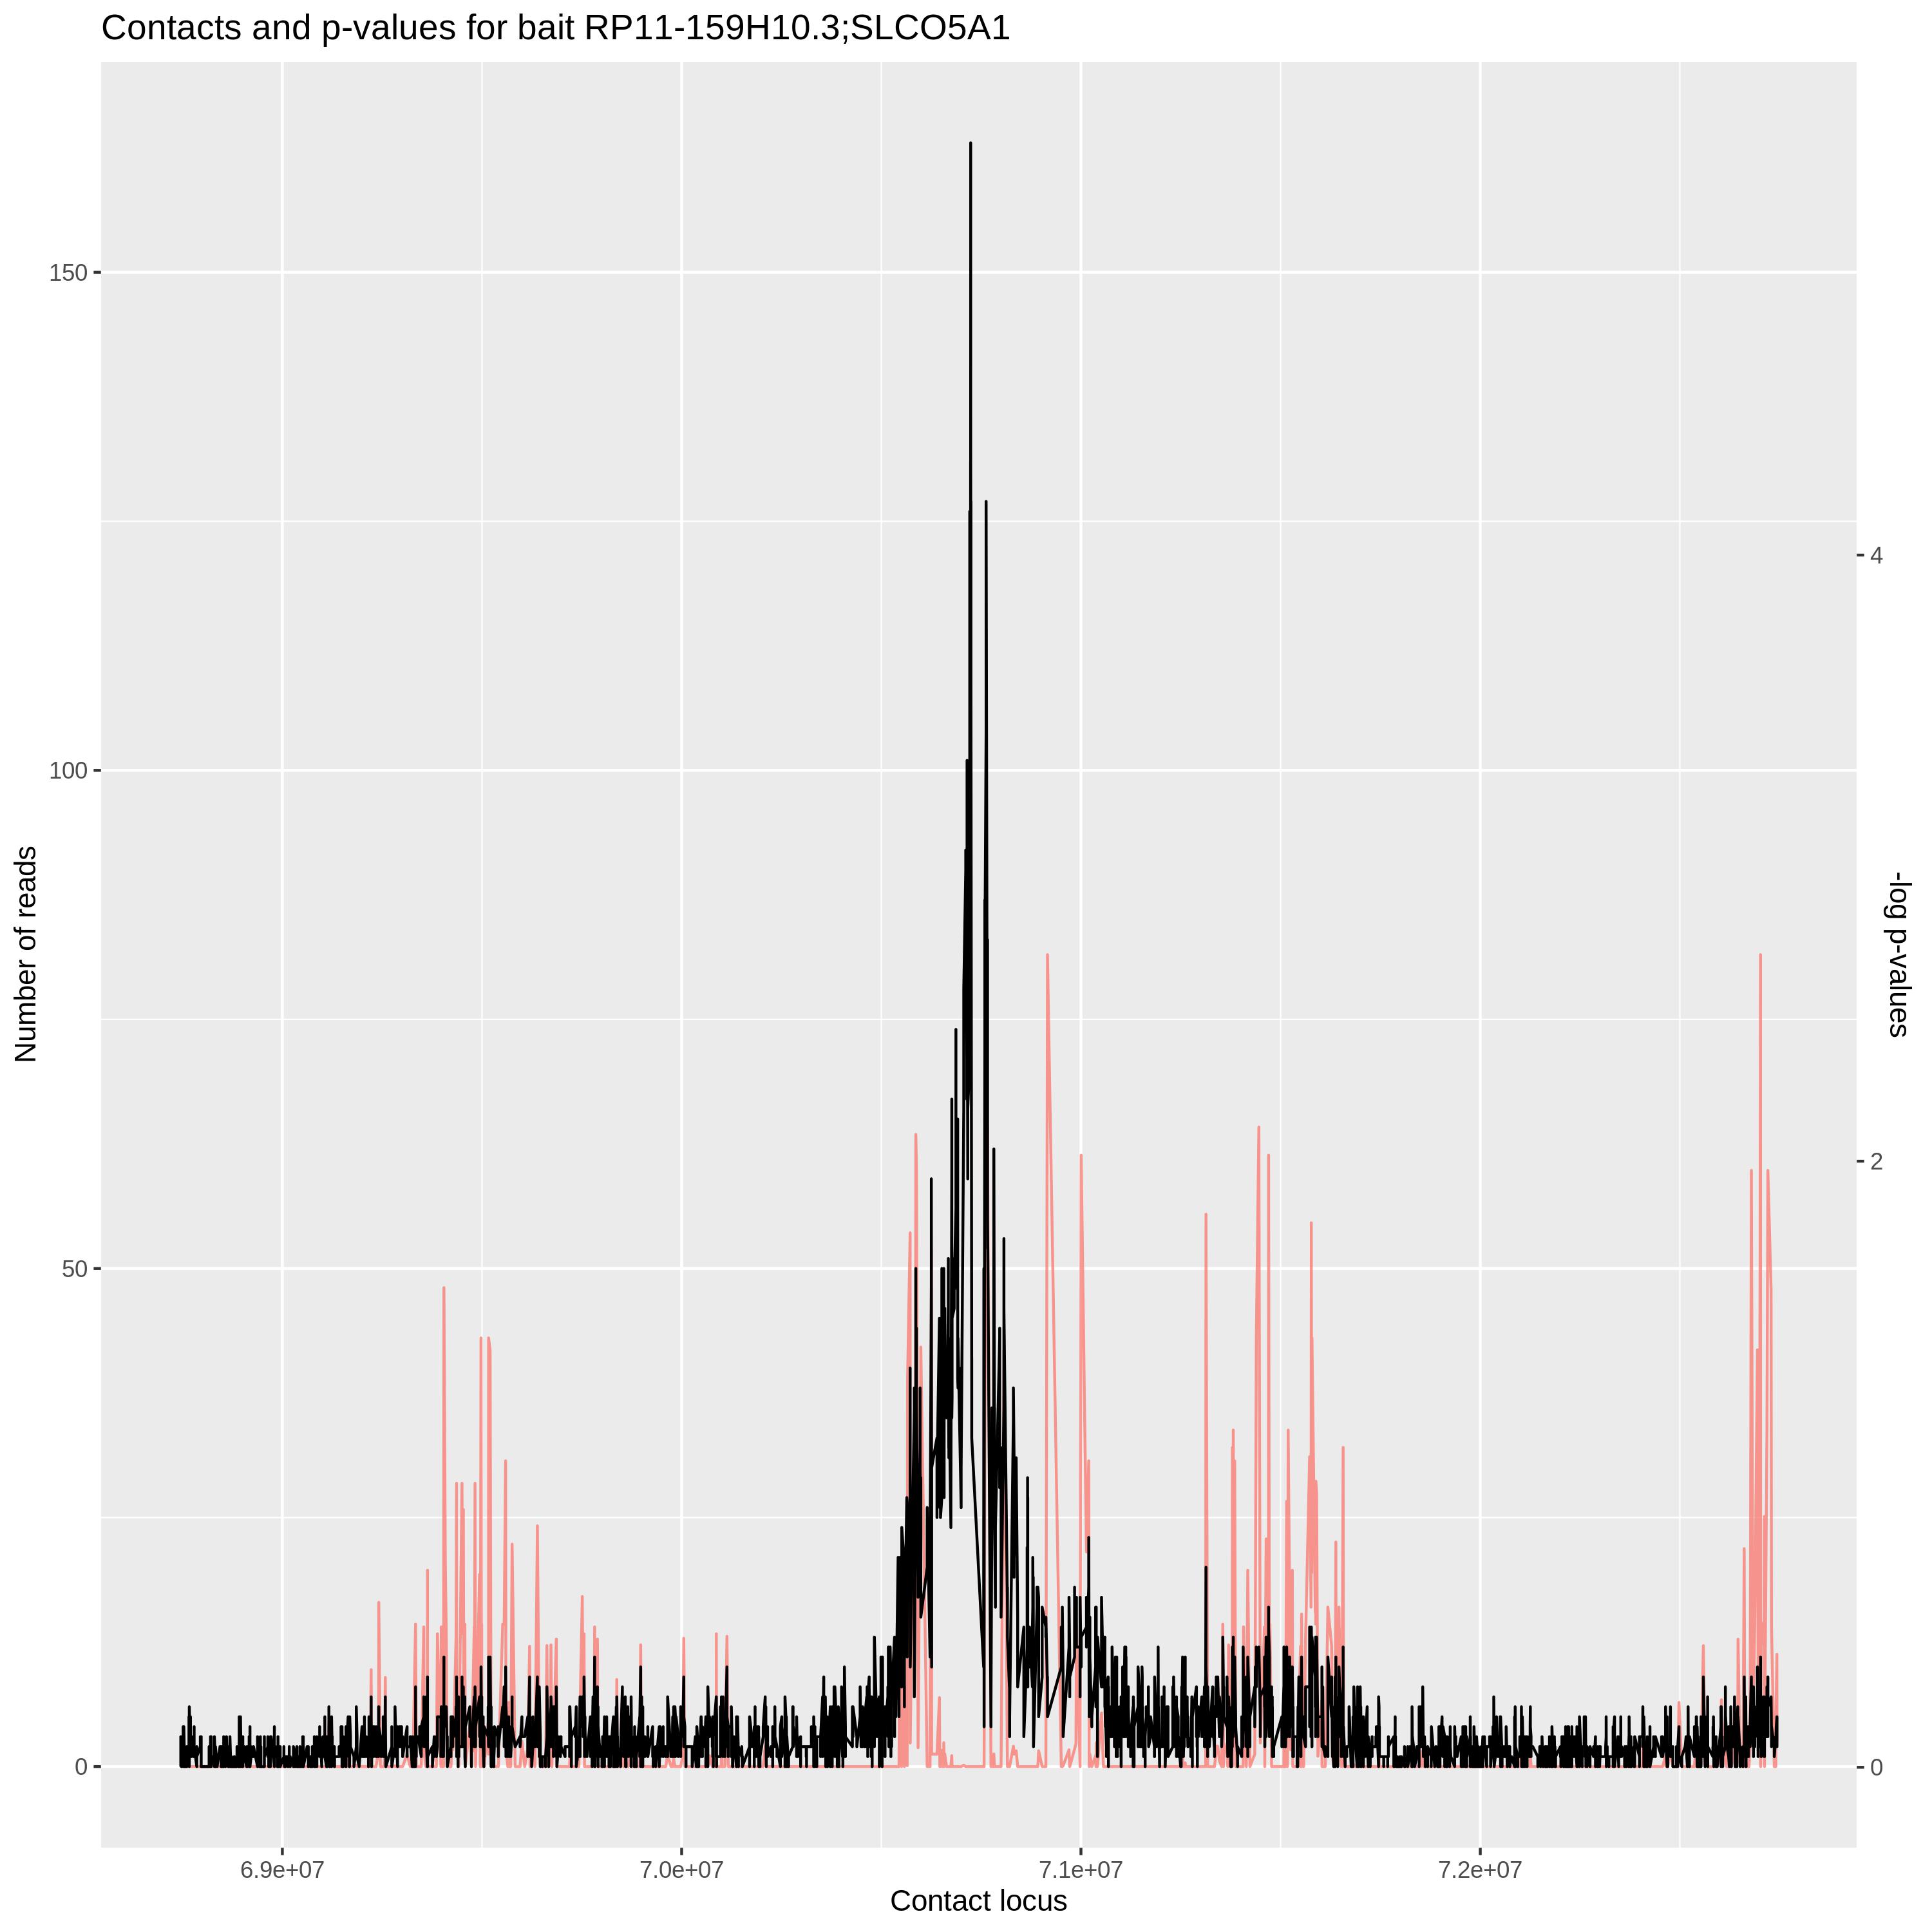 Contacts and p-values for bait RP11-159H10.3;SLCO5A1
150
100
50
0
Number of reads
4
2
0
-log p-values
6.9e+07
7.0e+07
7.1e+07
7.2e+07
Contact locus